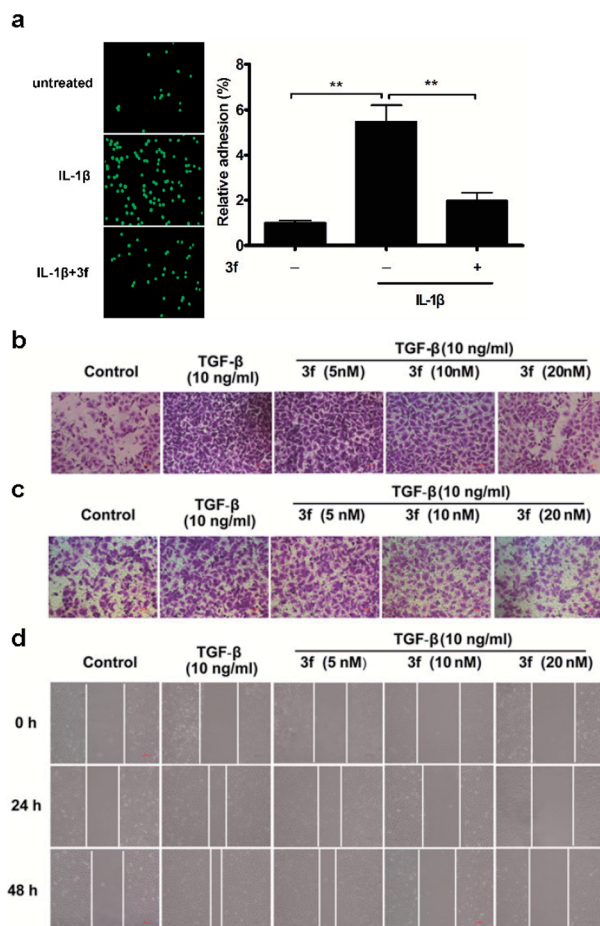 a
untreated
IL-1β
IL-1β+3f
Relative adhesion (%)
8
6
4
2
0
** **
3f – – +
IL-1β
b
Control
TGF-β
(10 ng/ml)
TGF-β(10 ng/ml)
3f (5nM) 3f (10nM) 3f (20nM)
c
Control
TGF-β
(10 ng/ml)
TGF-β(10 ng/ml)
3f (5 nM) 3f (10 nM) 3f (20 nM)
d
Control
TGF-β
(10 ng/ml)
TGF-β(10 ng/ml)
3f (5 nM) 3f (10 nM) 3f (20 nM)
0 h
24 h
48 h